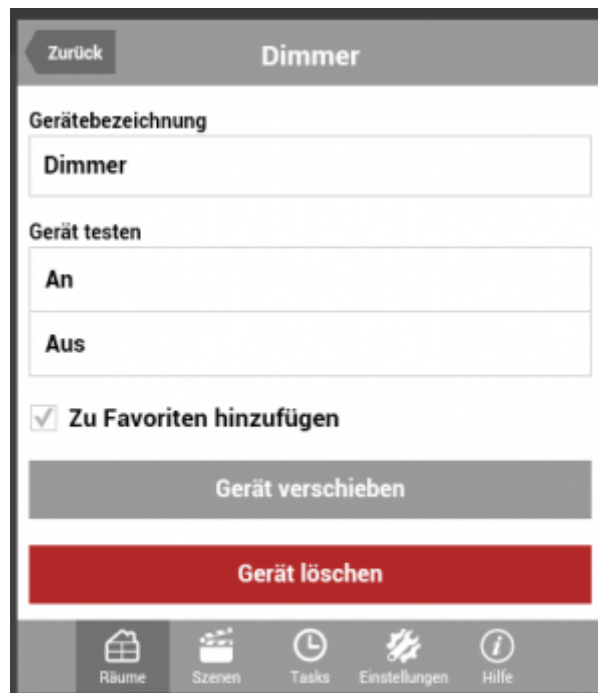 Zurück
Dimmer
Gerätebezeichnung
Dimmer
Gerät testen
An
Aus
Zu Favoriten hinzufügen
Gerät verschieben
Gerät löschen
Räume Szenen Tasks Einstellungen Hilfe